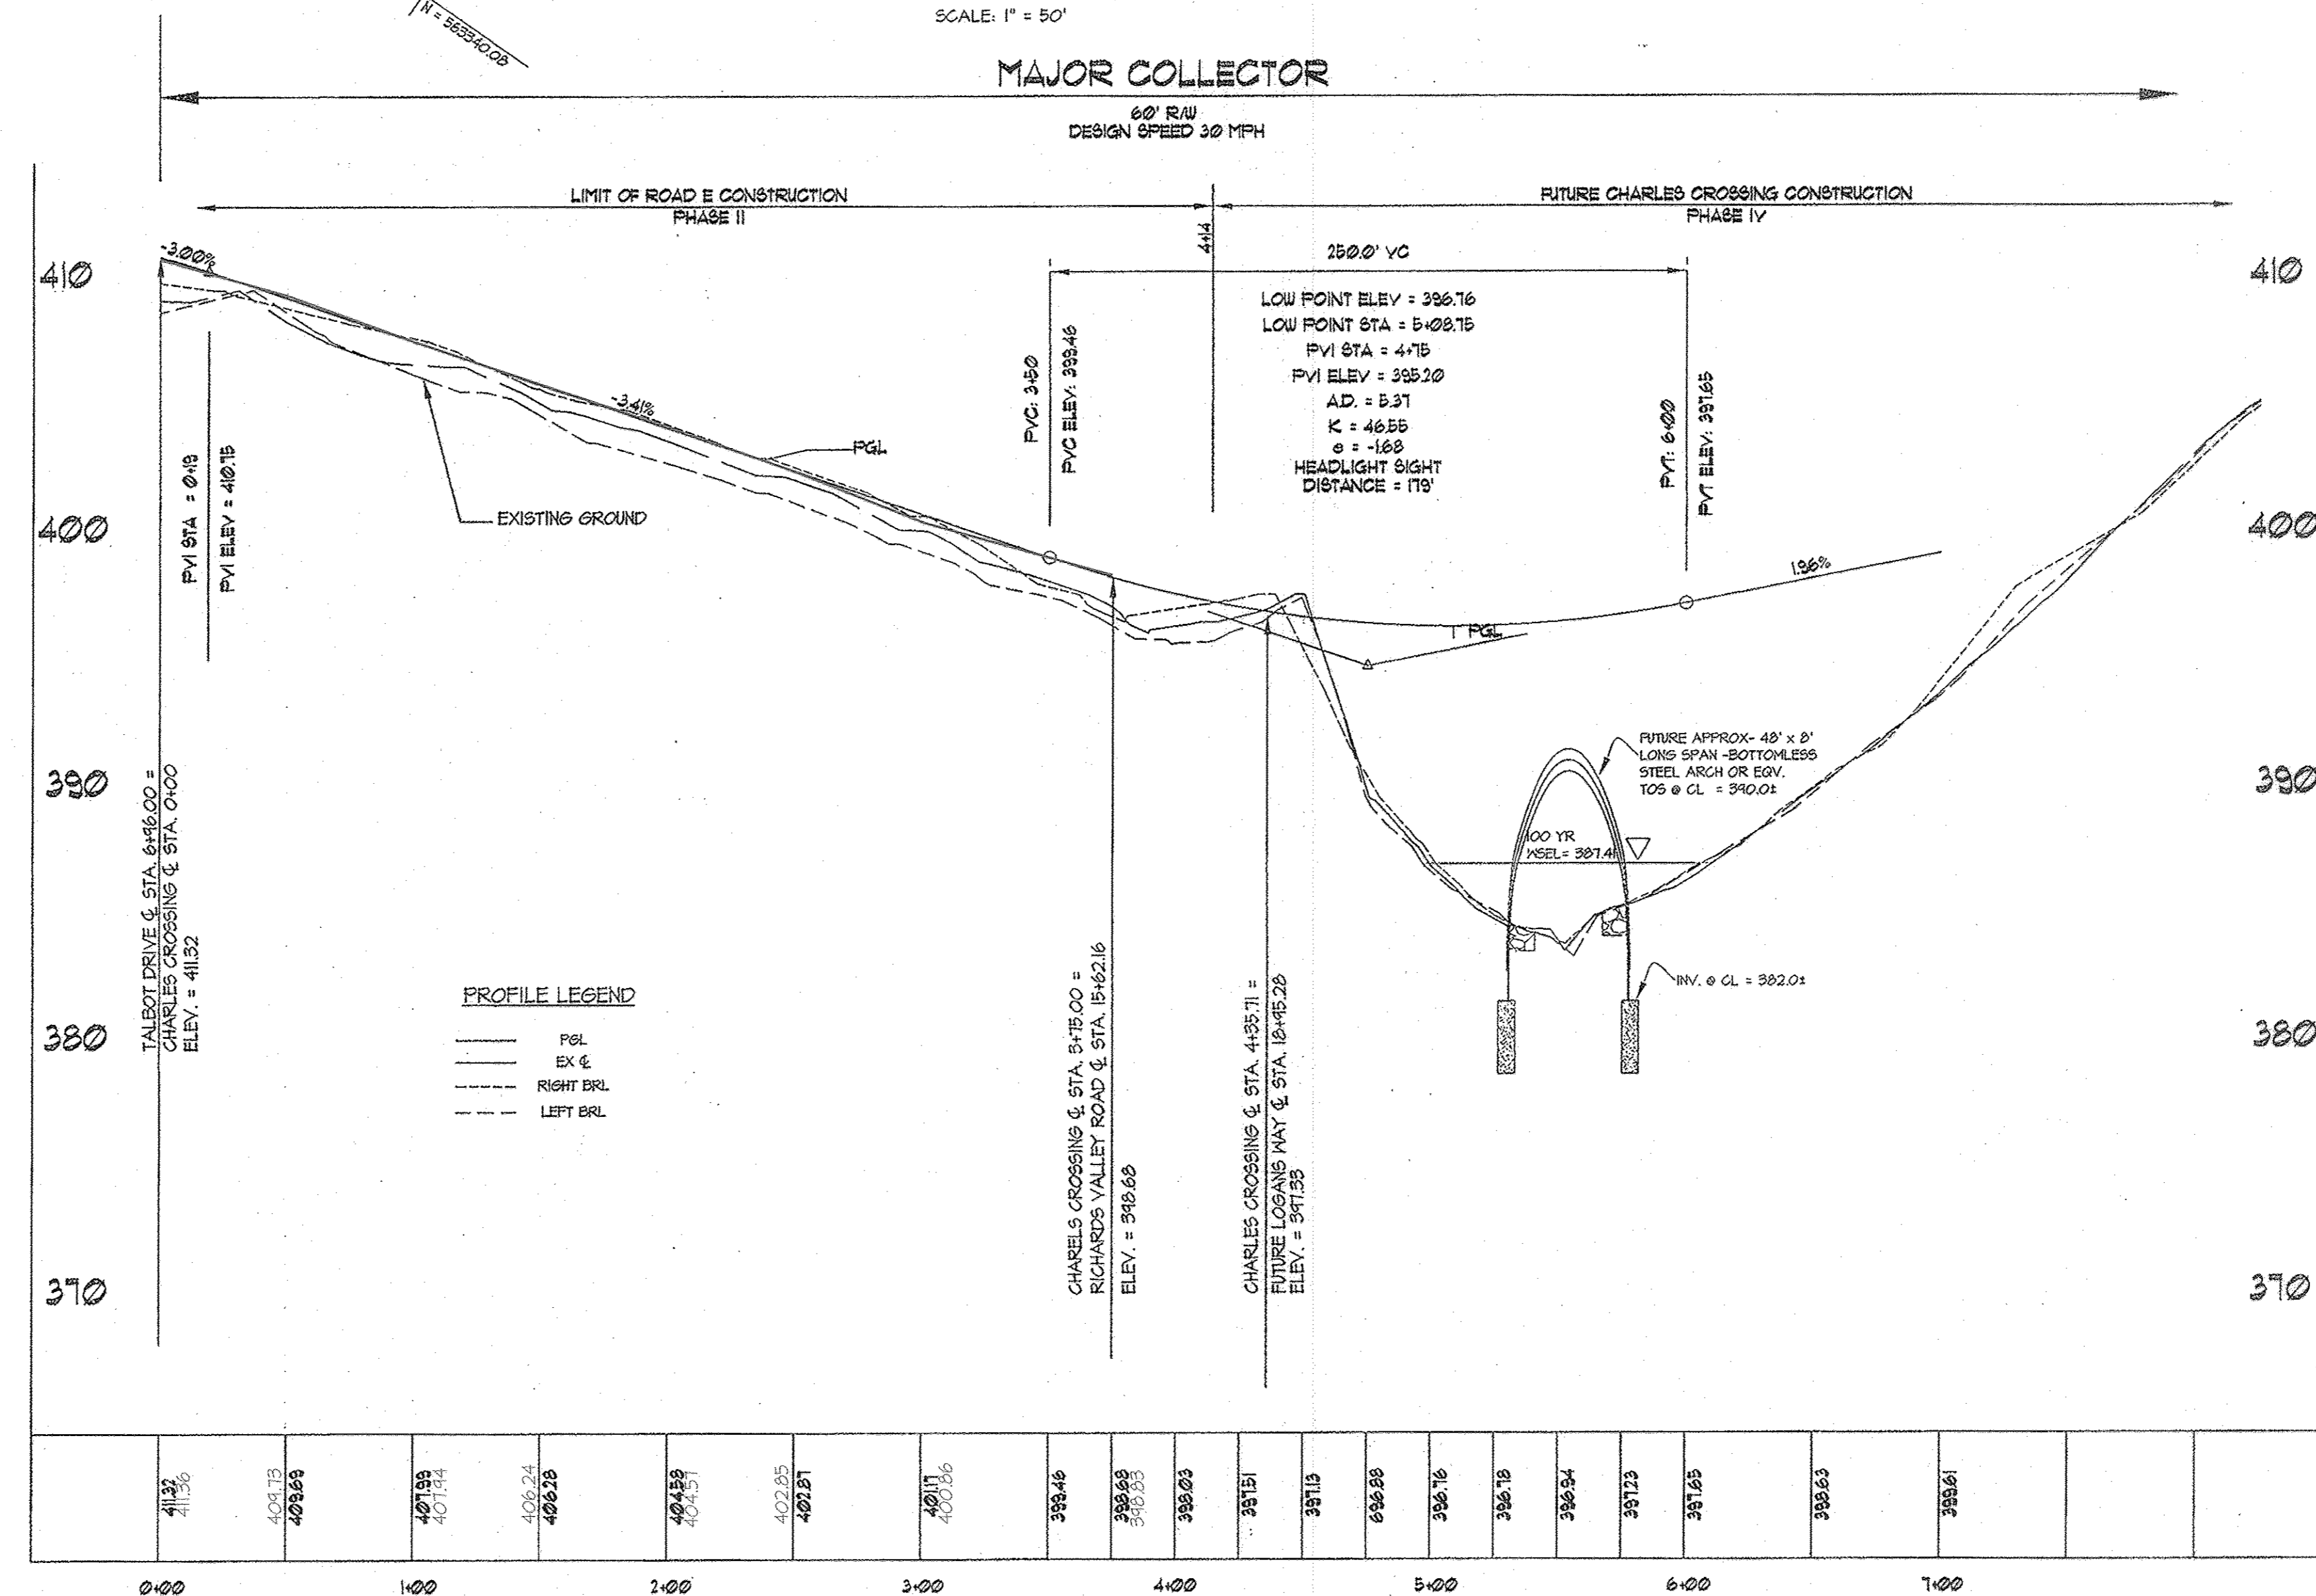 N = 563340.08
SCALE: 1" = 50'
MAJOR COLLECTOR
60' R/W
DESIGN SPEED 30 MPH
LIMIT OF ROAD E CONSTRUCTION
PHASE II
FUTURE CHARLES CROSSING CONSTRUCTION
PHASE IV
4+14
250.0' VC
LOW POINT ELEV = 396.76
LOW POINT STA = 5+08.75
PVI STA = 4+75
PVI ELEV = 395.20
A.D. = 5.37
K = 46.55
e = -1.68
HEADLIGHT SIGHT
DISTANCE = 179'
PVC: 3+50
PVC ELEV: 399.46
PVT: 6+00
PVT ELEV: 397.65
-3.00%
-3.41%
PGL
EXISTING GROUND
PVI STA = 0+19
PVI ELEV = 410.75
1.96%
PGL
410
400
390
380
370
410
400
390
380
370
FUTURE APPROX- 48' x 8'
LONG SPAN -BOTTOMLESS
STEEL ARCH OR EQV.
TOS @ CL = 390.0±
100 YR
WSEL= 387.41
INV. @ CL = 382.0±
TALBOT DRIVE ℄ STA. 6+96.00 =
CHARLES CROSSING ℄ STA. 0+00
ELEV. = 411.32
PROFILE LEGEND
PGL
EX ℄
RIGHT BRL
LEFT BRL
CHARELS CROSSING ℄ STA. 3+75.00 =
RICHARDS VALLEY ROAD ℄ STA. 15+62.16
ELEV. = 398.68
CHARLES CROSSING ℄ STA. 4+35.71 =
FUTURE LOGANS WAY ℄ STA. 18+95.28
ELEV. = 397.33
411.32
411.36
409.73
409.69
407.99
407.94
406.24
406.28
404.58
404.57
402.85
402.87
401.17
400.86
399.46
398.68
398.83
398.03
397.51
397.13
696.88
396.76
396.78
396.94
397.23
397.65
398.63
399.61
0+00
1+00
2+00
3+00
4+00
5+00
6+00
7+00